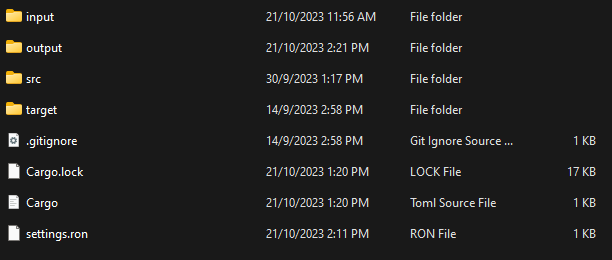 input 21/10/2023 11:56 AM File folder
output 21/10/2023 2:21 PM File folder
src 30/9/2023 1:17 PM File folder
target 14/9/2023 2:58 PM File folder
.gitignore 14/9/2023 2:58 PM Git Ignore Source ... 1 KB
Cargo.lock 21/10/2023 1:20 PM LOCK File 17 KB
Cargo 21/10/2023 1:20 PM Toml Source File 1 KB
settings.ron 21/10/2023 2:11 PM RON File 1 KB